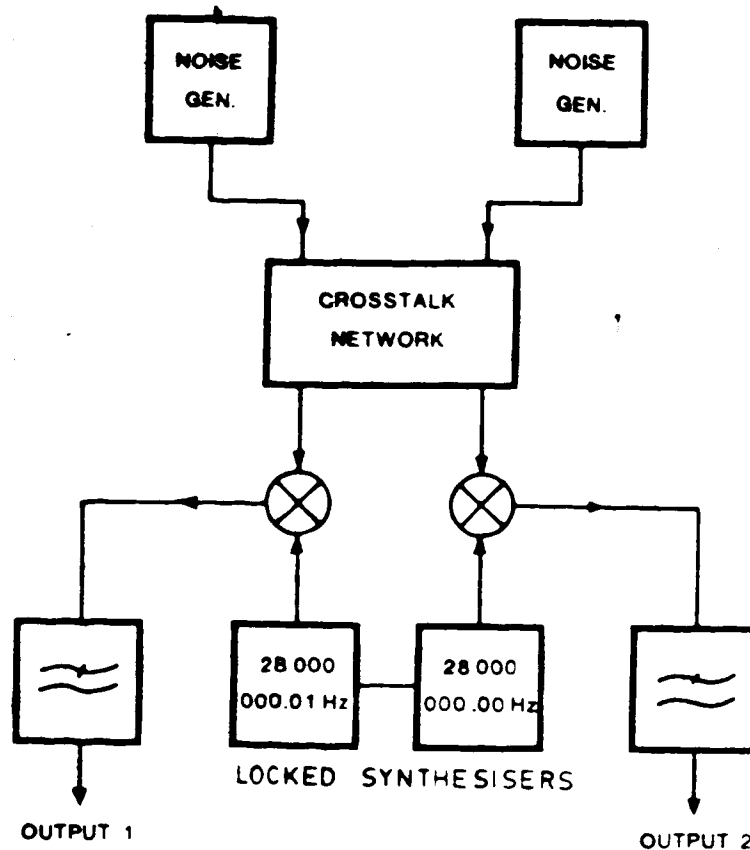 NOISE
GEN.
NOISE
GEN.
CROSSTALK
NETWORK
28 000
000.01 Hz
28 000
000.00 Hz
LOCKED SYNTHESISERS
OUTPUT 1
OUTPUT 2